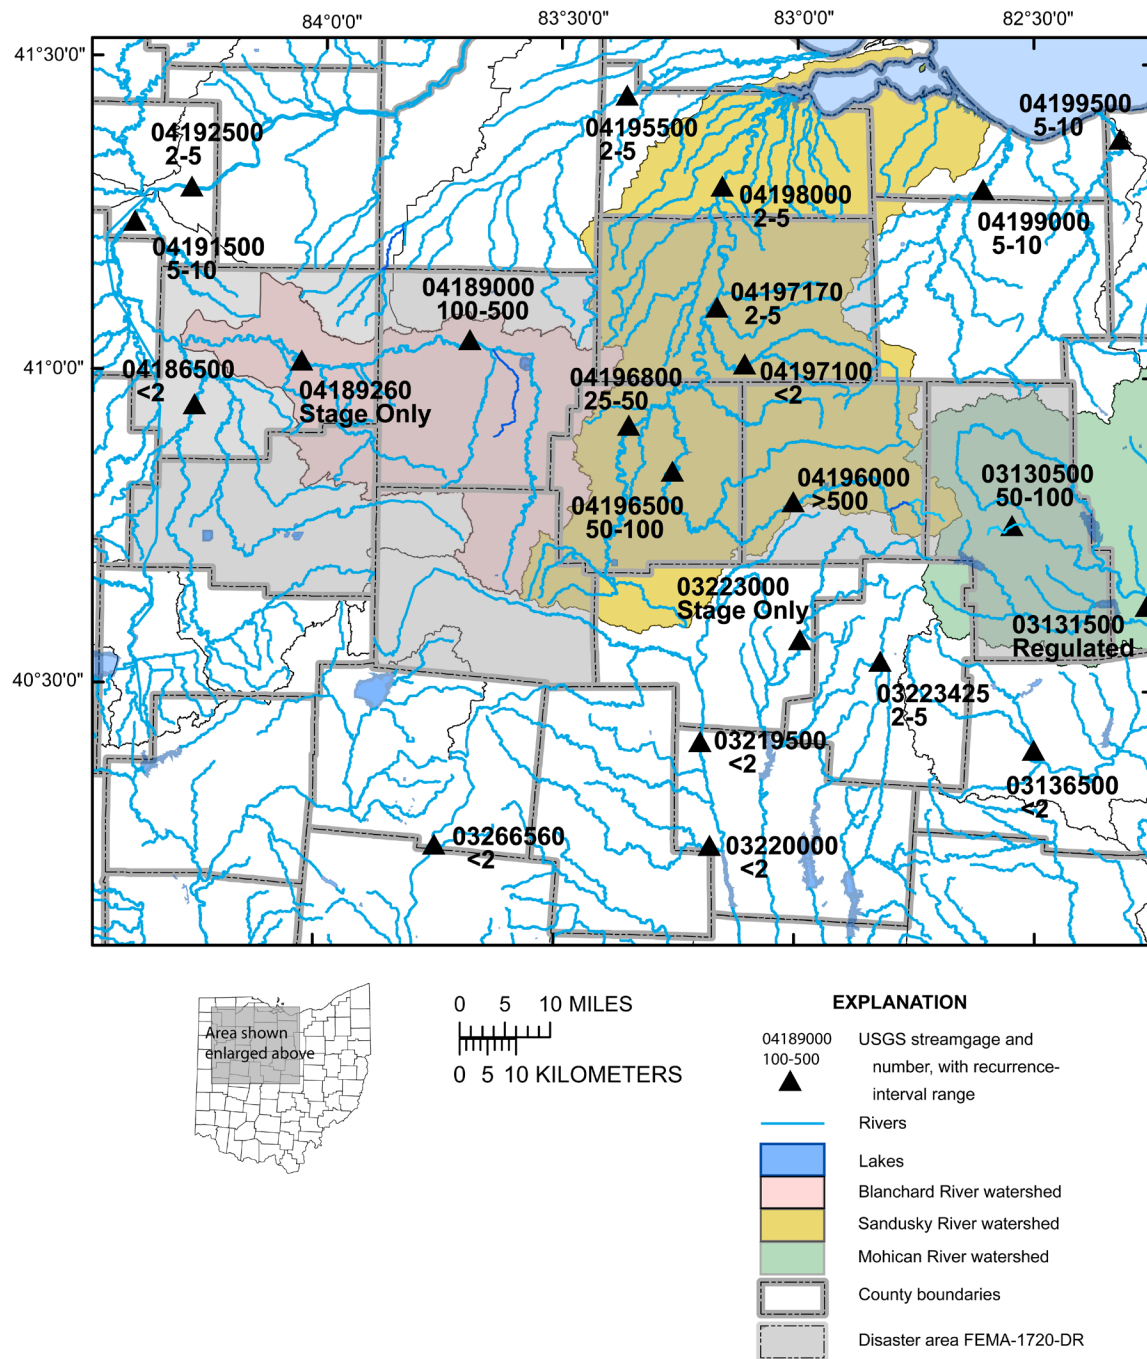 84°0'0"
83°30'0"
83°0'0"
82°30'0"
41°30'0"
04192500
2-5
04195500
2-5
04199500
5-10
04198000
2-5
04199000
5-10
04191500
5-10
04189000
100-500
04197170
2-5
41°0'0"
04186500
<2
04189260
Stage Only
04196800
25-50
04197100
<2
04196500
50-100
04196000
>500
03130500
50-100
03223000
Stage Only
03131500
Regulated
40°30'0"
03223425
2-5
03219500
<2
03136500
<2
03266560
<2
03220000
<2
Area shown
enlarged above
0 5 10 MILES
0 5 10 KILOMETERS
EXPLANATION
04189000
100-500
USGS streamgage and
number, with recurrence-
interval range
Rivers
Lakes
Blanchard River watershed
Sandusky River watershed
Mohican River watershed
County boundaries
Disaster area FEMA-1720-DR